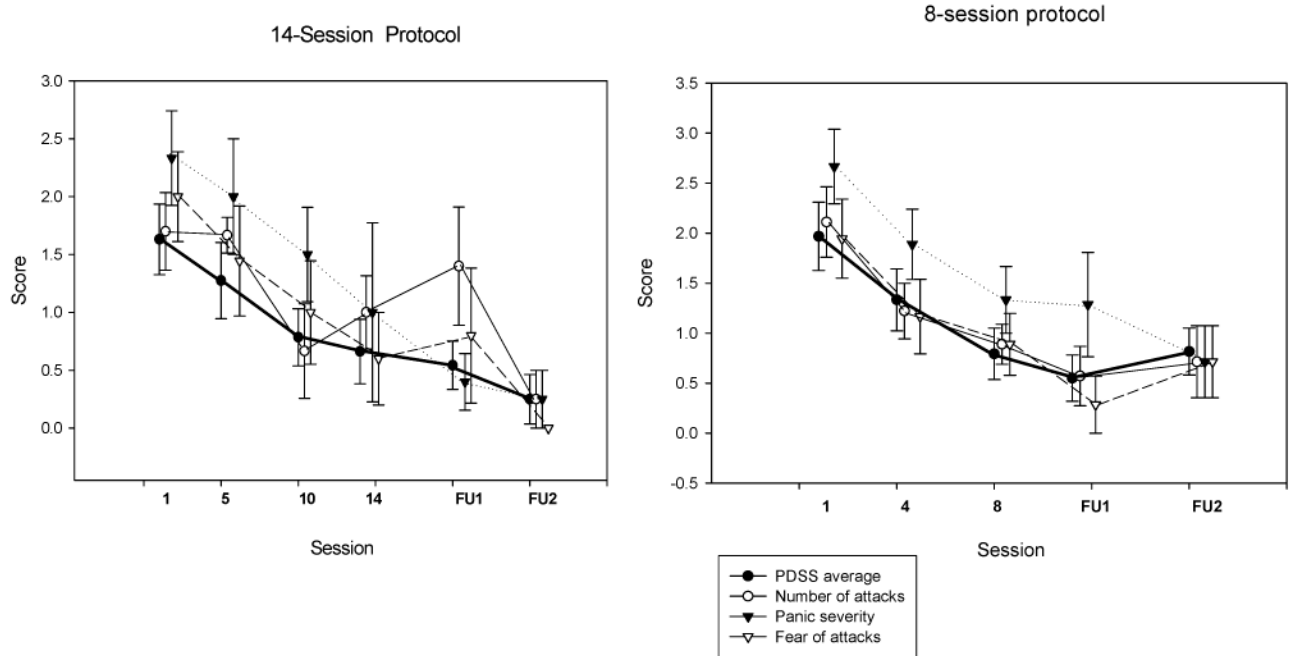 14-Session Protocol
3.0
2.5
2.0
1.5
1.0
0.5
0.0
Score
1 5 10 14 FU1 FU2
Session
8-session protocol
3.5
3.0
2.5
2.0
1.5
1.0
0.5
0.0
-0.5
Score
1 4 8 FU1 FU2
Session
PDSS average
Number of attacks
Panic severity
Fear of attacks